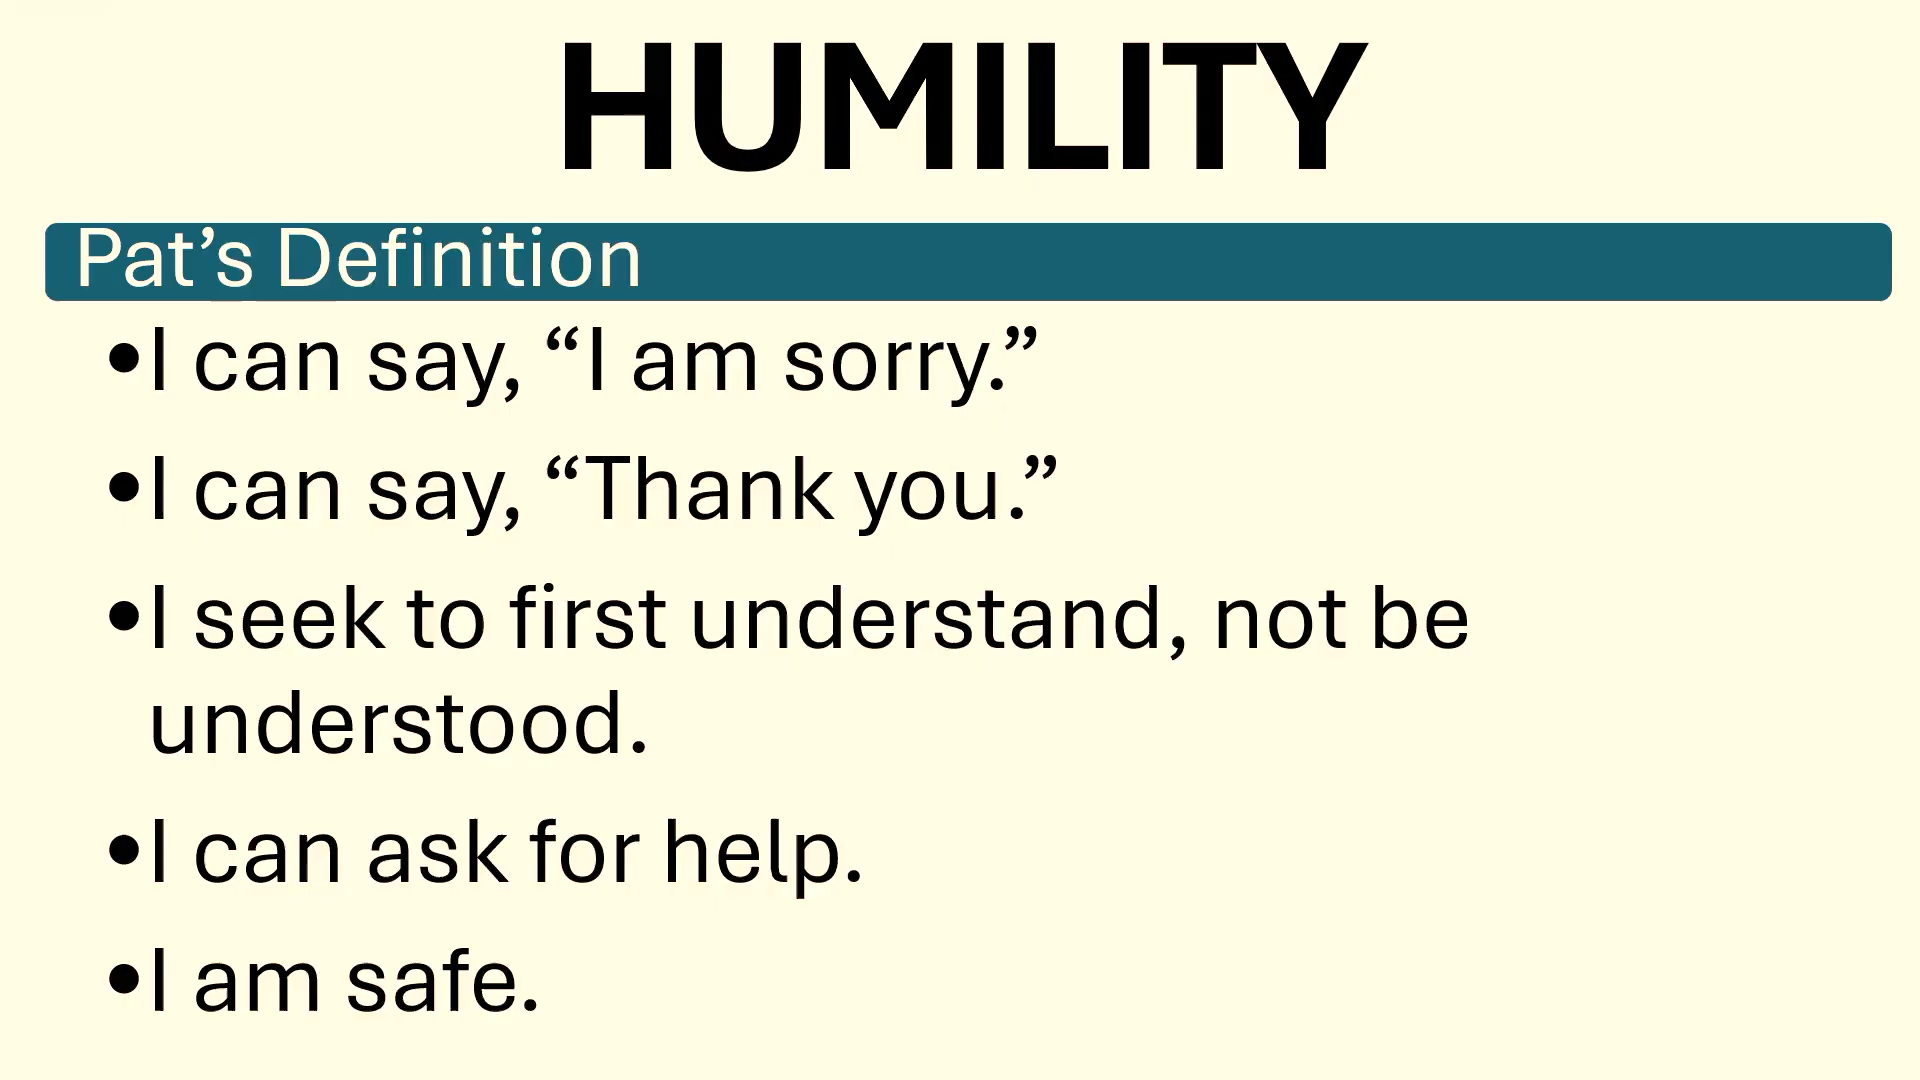 HUMILITY
Pat’s Definition
•I can say, “I am sorry.”
•I can say, “Thank you.”
•I seek to first understand, not be
understood.
•I can ask for help.
•I am safe.